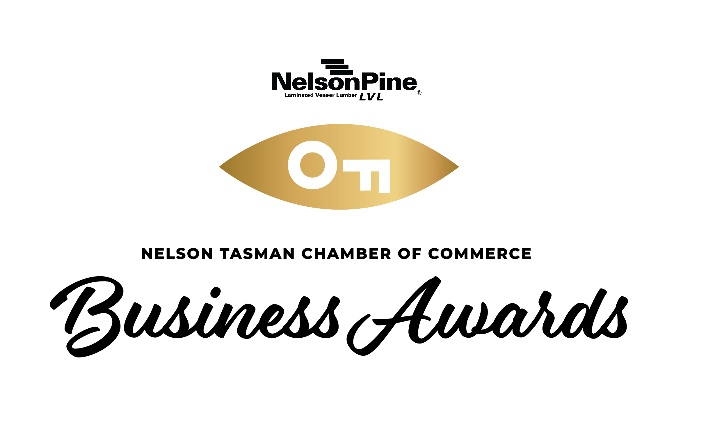 NelsonPine
Laminated Veneer Lumber LVL
NELSON TASMAN CHAMBER OF COMMERCE
Business Awards